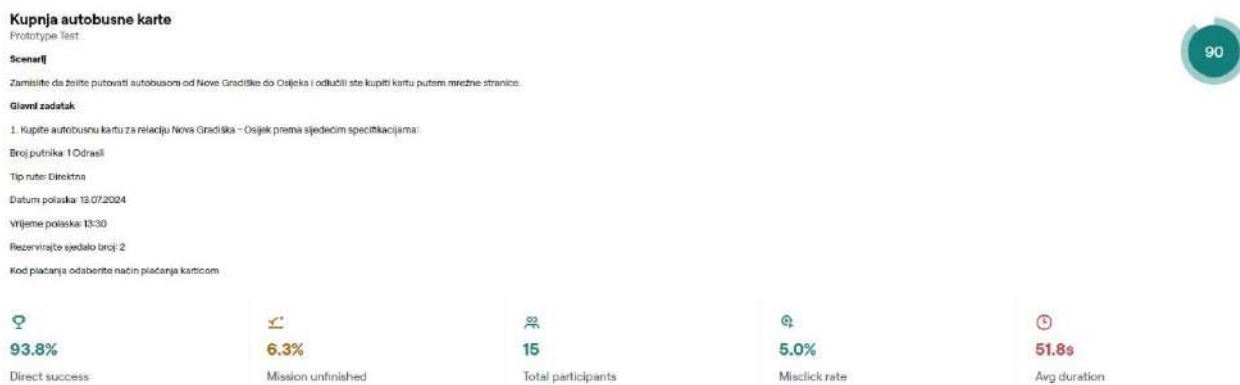 Kupnja autobusne karte
Prototype Test
90
Scenarij
Zamislite da želite putovati autobusom od Nove Gradiške do Osijeka i odlučili ste kupiti kartu putem mrežne stranice.
Glavni zadatak
1. Kupite autobusnu kartu za relaciju Nova Gradiška - Osijek prema sljedećim specifikacijama:
Broj putnika: 1 Odrasli
Tip rute: Direktna
Datum polaska: 13.07.2024
Vrijeme polaska: 13:30
Rezervirajte sjedalo broj: 2
Kod plaćanja odaberite način plaćanja karticom
93.8% 6.3% 15 5.0% 51.8s
Direct success Mission unfinished Total participants Misclick rate Avg duration